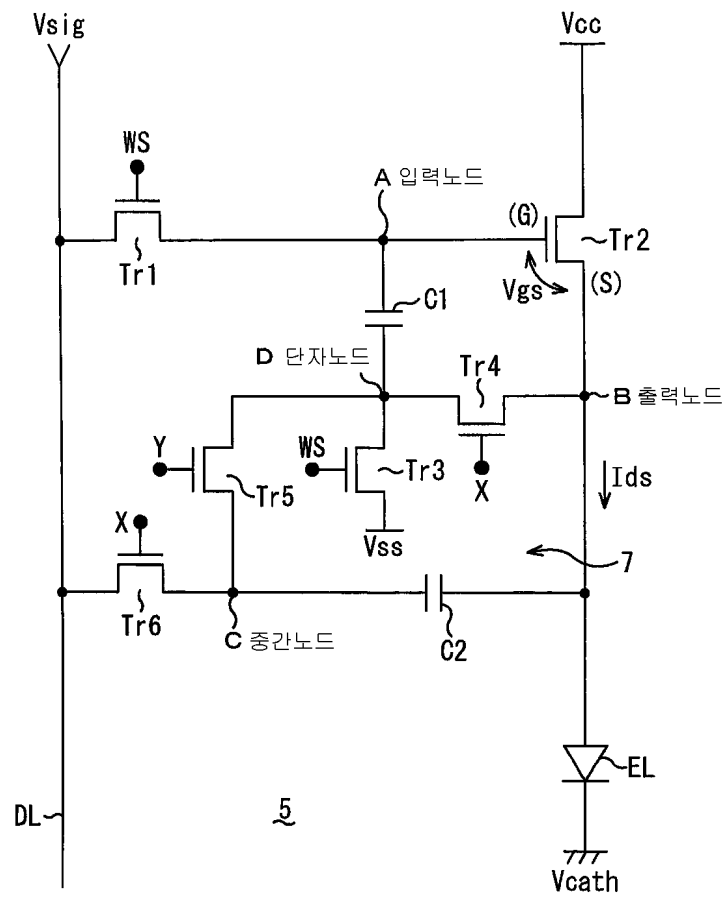 Vsig
Vcc
WS
A 입력노드
(G)
Tr1
Tr2
Vgs
(S)
C1
D 단자노드
Tr4
B 출력노드
Y
WS
Tr3
X
Ids
Tr5
X
Vss
7
Tr6
C 중간노드
C2
EL
DL
5
Vcath